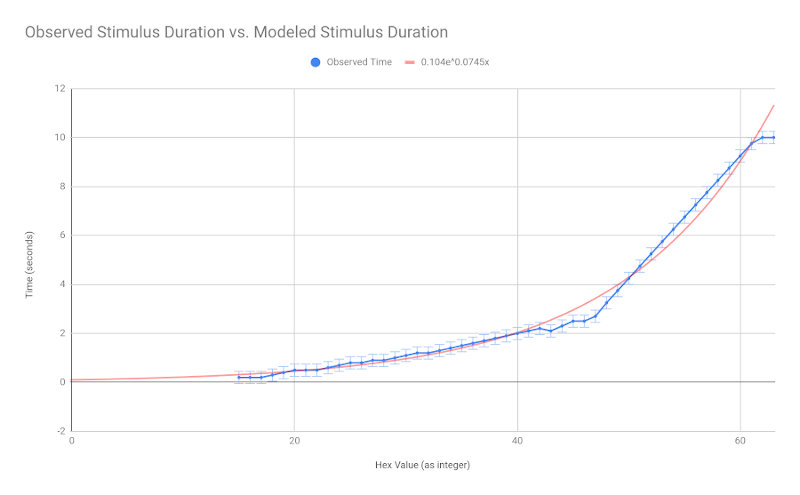 Observed Stimulus Duration vs. Modeled Stimulus Duration
Observed Time 0.104e^0.0745x
12
10
8
6
4
2
0
-2
Time (seconds)
0 20 40 60
Hex Value (as integer)